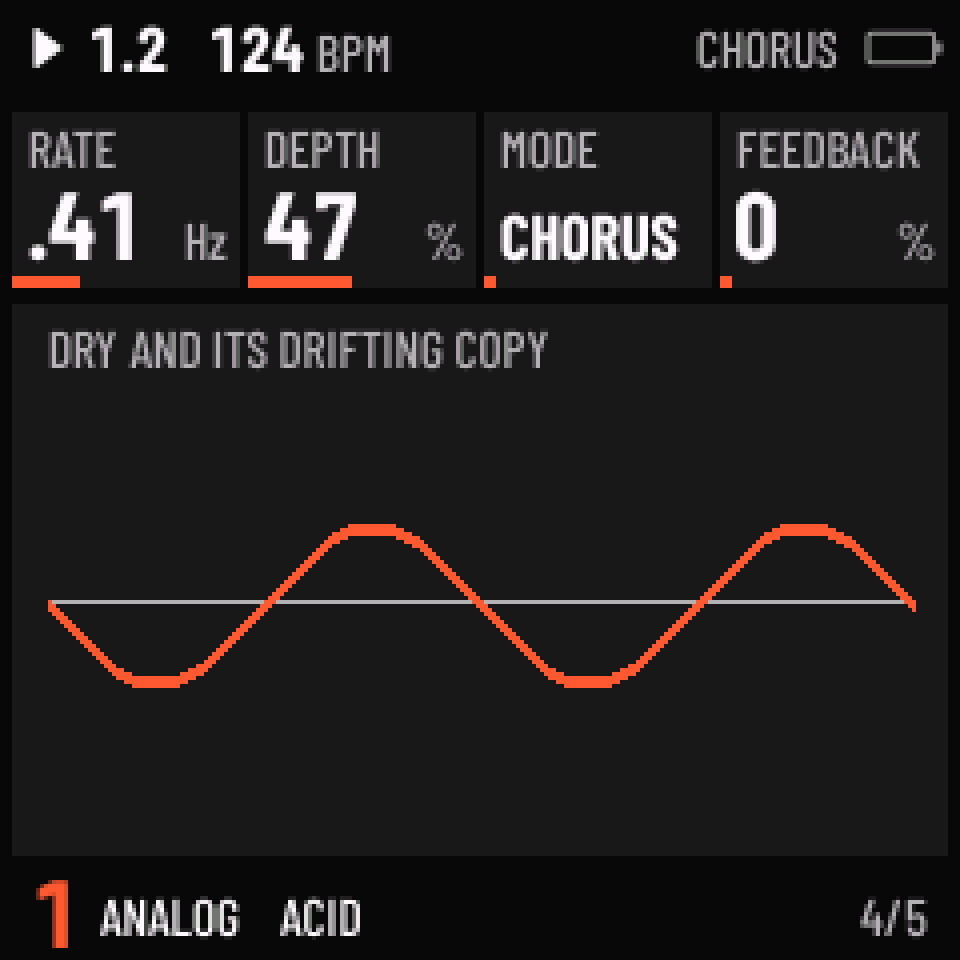 1.2 124 BPM CHORUS
RATE DEPTH MODE FEEDBACK
.41 Hz 47 % CHORUS 0 %
DRY AND ITS DRIFTING COPY
1 ANALOG ACID 4/5